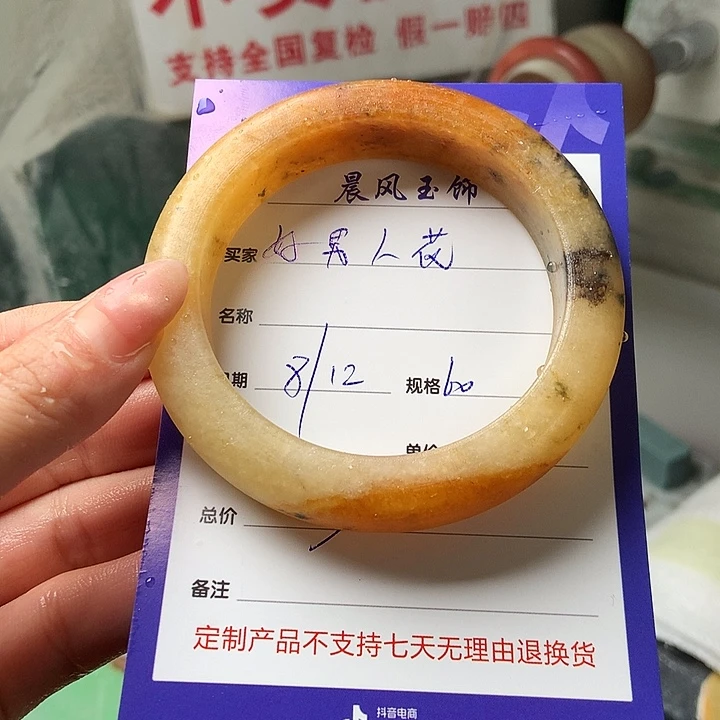 支持全国复检 假一赔四
晨风玉饰
买家 好男人花
名称
期 8/12 规格 60
单价
总价
备注
定制产品不支持七天无理由退换货
抖音电商